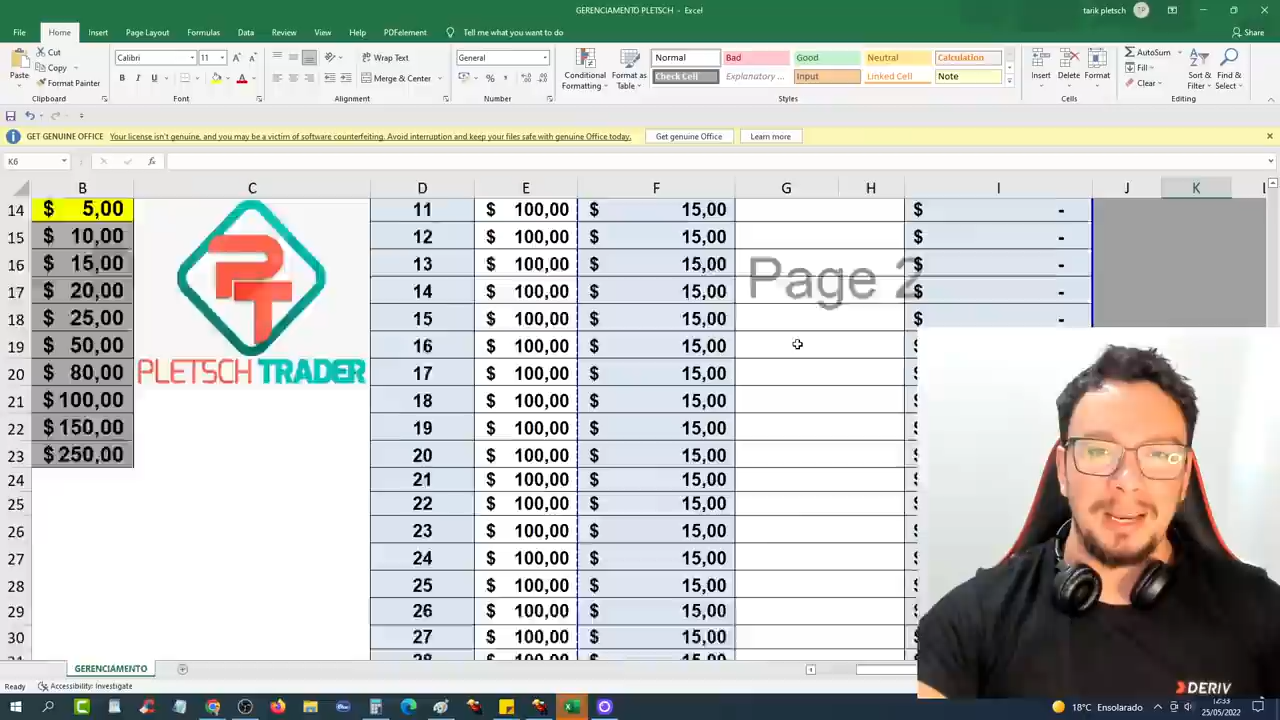 GERENCIAMENTO PLETSCH - Excel
tarik pletsch TP
File Home Insert Page Layout Formulas Data Review View Help PDFelement Tell me what you want to do Share
Paste Cut Copy Format Painter Clipboard
Calibri 11 B I U Font
Wrap Text Merge & Center Alignment
General % Number
Conditional Formatting Format as Table
Normal Bad Good Neutral Calculation
Check Cell Explanatory ... Input Linked Cell Note
Styles
Insert Delete Format Cells
AutoSum Fill Clear Sort & Filter Find & Select Editing
GET GENUINE OFFICE Your license isn't genuine, and you may be a victim of software counterfeiting. Avoid interruption and keep your files safe with genuine Office today. Get genuine Office Learn more
K6 fx
B C D E F G H I J K
14 $ 5,00 11 $ 100,00 $ 15,00 $ -
15 $ 10,00 12 $ 100,00 $ 15,00 $ -
16 $ 15,00 13 $ 100,00 $ 15,00 $ -
17 $ 20,00 14 $ 100,00 $ 15,00 $ -
18 $ 25,00 15 $ 100,00 $ 15,00 $ -
19 $ 50,00 16 $ 100,00 $ 15,00
20 $ 80,00 17 $ 100,00 $ 15,00
21 $ 100,00 18 $ 100,00 $ 15,00
22 $ 150,00 19 $ 100,00 $ 15,00
23 $ 250,00 20 $ 100,00 $ 15,00
24 21 $ 100,00 $ 15,00
25 22 $ 100,00 $ 15,00
26 23 $ 100,00 $ 15,00
27 24 $ 100,00 $ 15,00
28 25 $ 100,00 $ 15,00
29 26 $ 100,00 $ 15,00
30 27 $ 100,00 $ 15,00
PT
PLETSCH TRADER
Page 2
GERENCIAMENTO
Ready Accessibility: Investigate
DERIV
18°C Ensolarado
12:33
25/05/2022